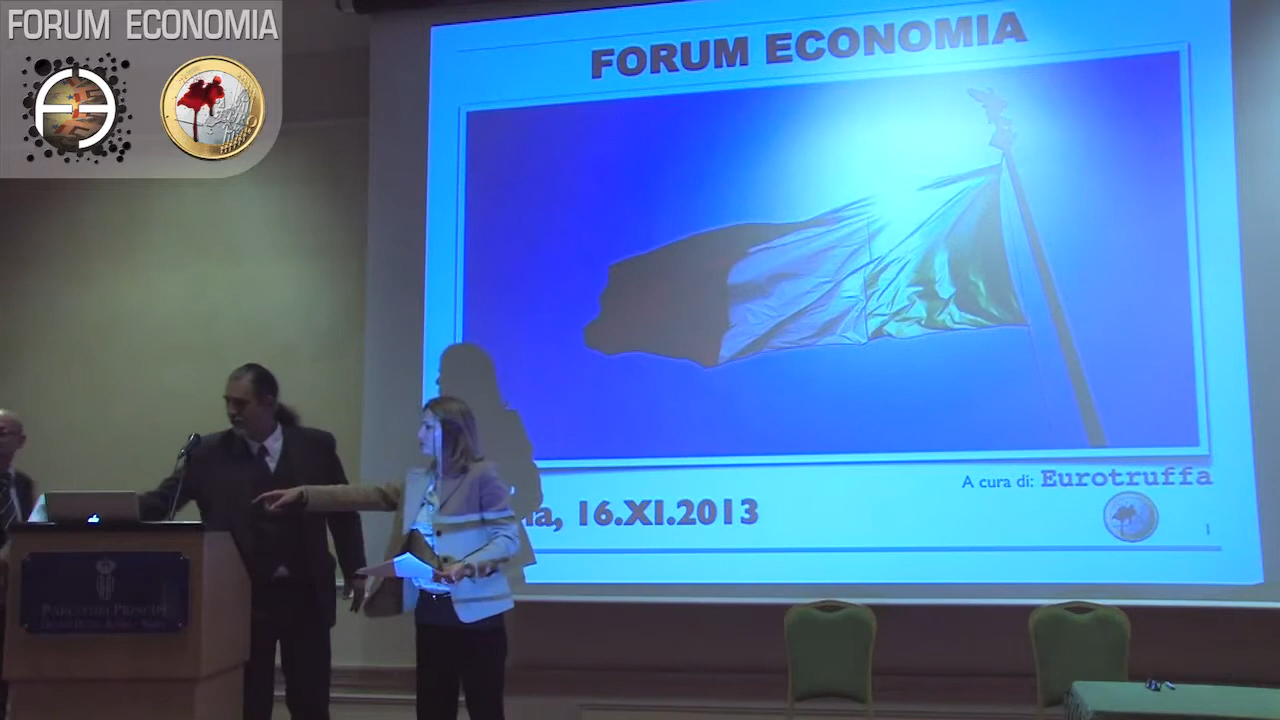 FORUM ECONOMIA
FORUM ECONOMIA
A cura di: Eurotruffa
16.XI.2013
1